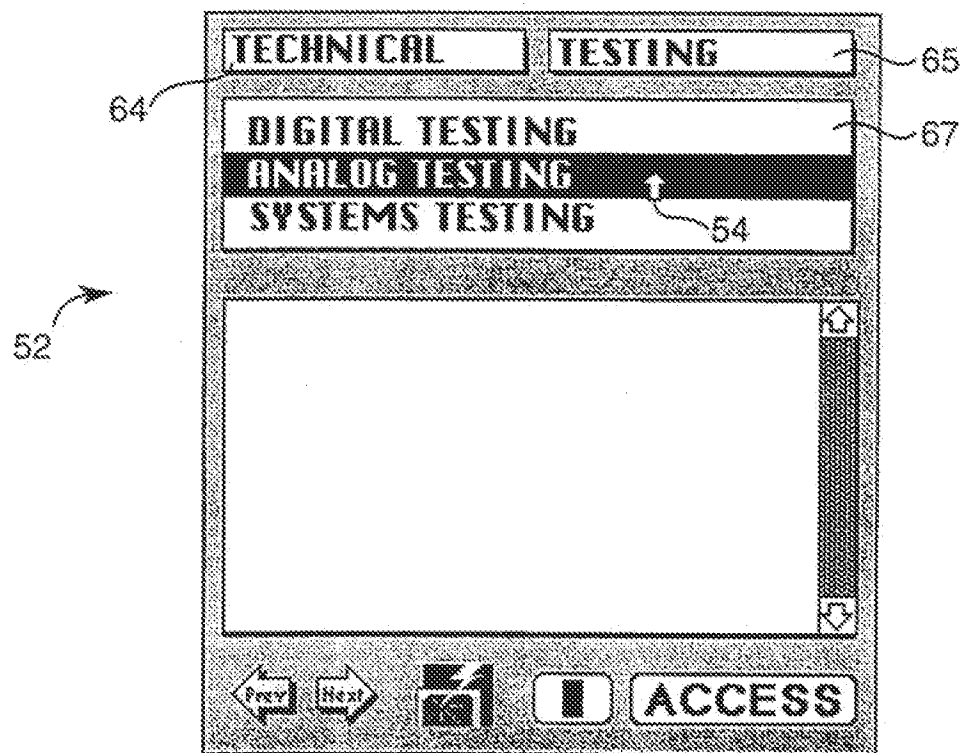 TECHNICAL TESTING 65
64
DIGITAL TESTING 67
ANALOG TESTING
SYSTEMS TESTING
54
52
Prev Next ACCESS